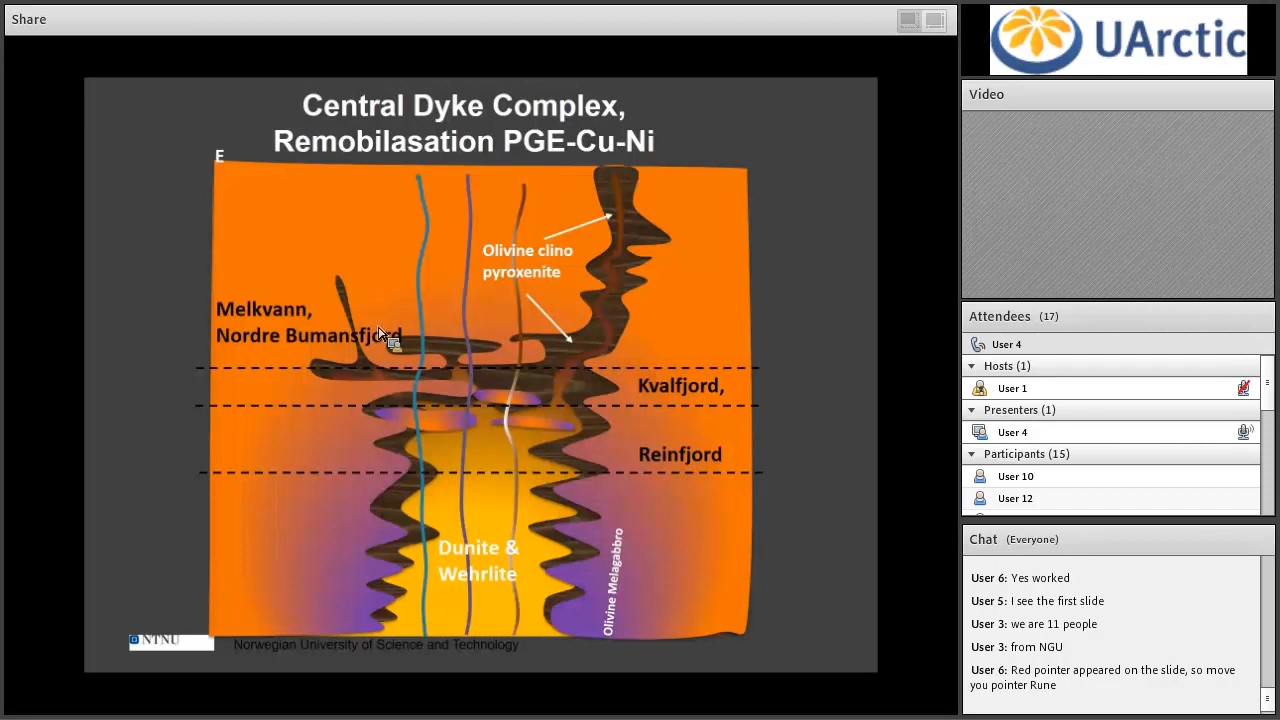 Share
Central Dyke Complex,
Remobilasation PGE-Cu-Ni
E
Olivine clino
pyroxenite
Melkvann,
Nordre Bumansfjord
Kvalfjord,
Reinfjord
Dunite &
Wehrlite
Olivine Melagabbro
NTNU
Norwegian University of Science and Technology
UArctic
Video
Attendees (17)
User 4
Hosts (1)
User 1
Presenters (1)
User 4
Participants (15)
User 10
User 12
Chat (Everyone)
User 6: Yes worked
User 5: I see the first slide
User 3: we are 11 people
User 3: from NGU
User 6: Red pointer appeared on the slide, so move
you pointer Rune